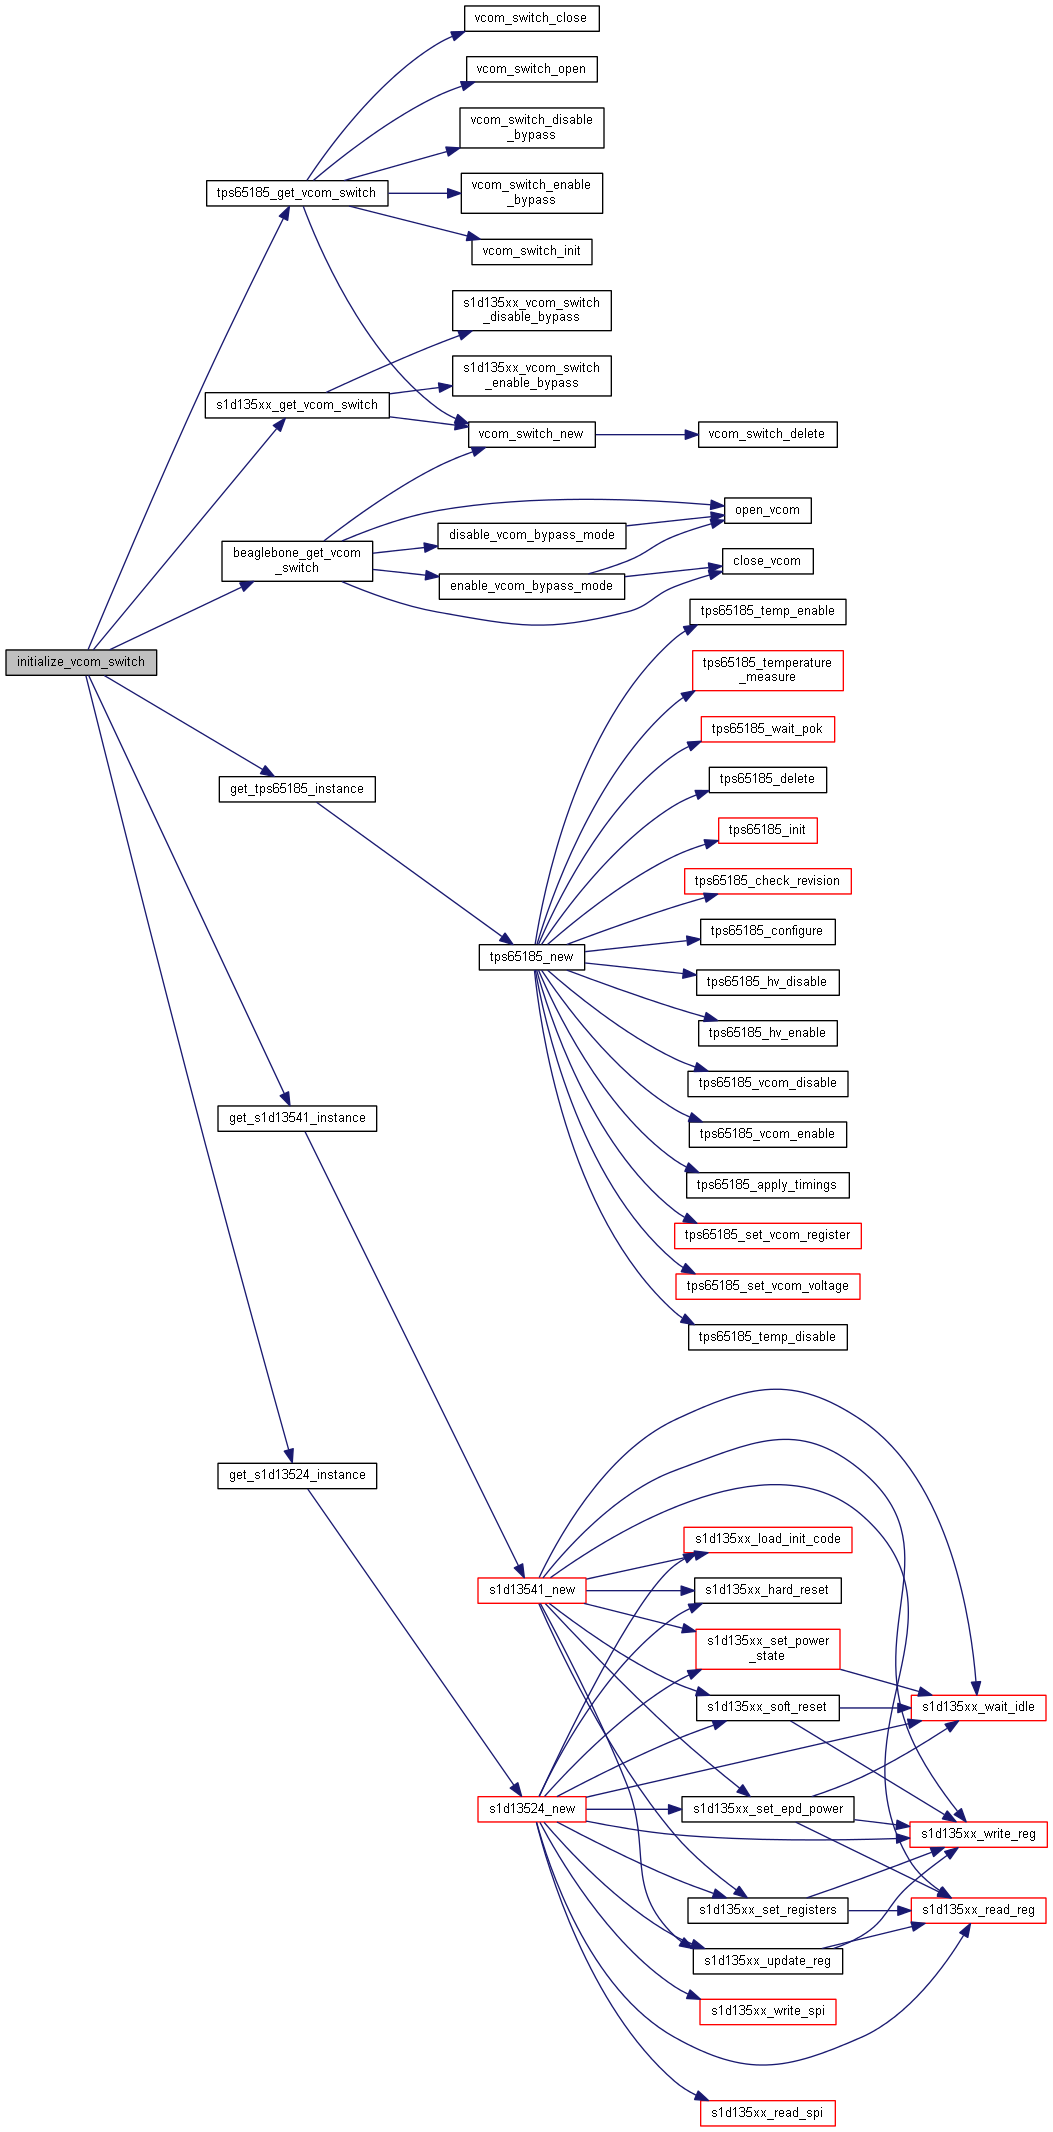 vcom_switch_close
vcom_switch_open
vcom_switch_disable
_bypass
tps65185_get_vcom_switch
vcom_switch_enable
_bypass
vcom_switch_init
s1d135xx_vcom_switch
_disable_bypass
s1d135xx_vcom_switch
_enable_bypass
s1d135xx_get_vcom_switch
vcom_switch_new
vcom_switch_delete
open_vcom
disable_vcom_bypass_mode
beaglebone_get_vcom
_switch
close_vcom
enable_vcom_bypass_mode
tps65185_temp_enable
initialize_vcom_switch
tps65185_temperature
_measure
tps65185_wait_pok
tps65185_delete
get_tps65185_instance
tps65185_init
tps65185_check_revision
tps65185_configure
tps65185_new
tps65185_hv_disable
tps65185_hv_enable
tps65185_vcom_disable
get_s1d13541_instance
tps65185_vcom_enable
tps65185_apply_timings
tps65185_set_vcom_register
tps65185_set_vcom_voltage
tps65185_temp_disable
get_s1d13524_instance
s1d135xx_load_init_code
s1d13541_new
s1d135xx_hard_reset
s1d135xx_set_power
_state
s1d135xx_soft_reset
s1d135xx_wait_idle
s1d13524_new
s1d135xx_set_epd_power
s1d135xx_write_reg
s1d135xx_set_registers
s1d135xx_read_reg
s1d135xx_update_reg
s1d135xx_write_spi
s1d135xx_read_spi